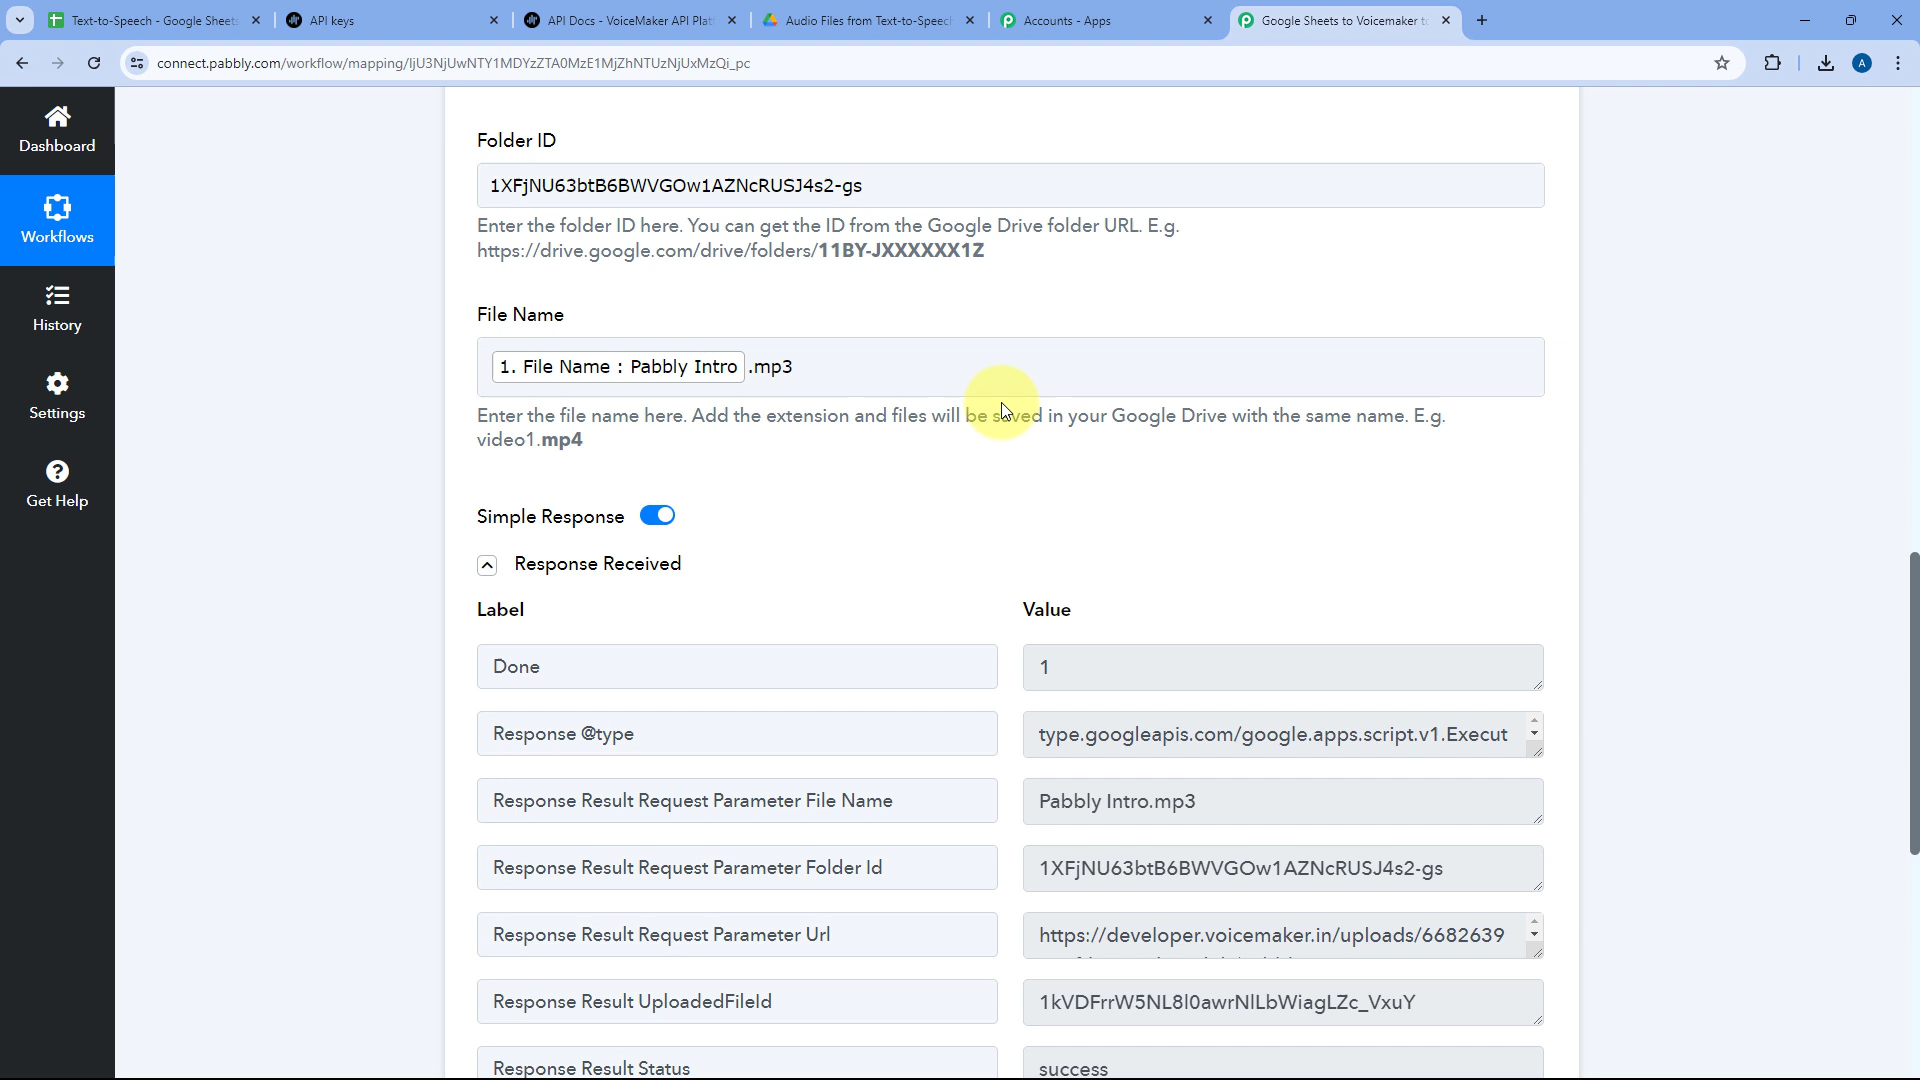 Text-to-Speech - Google Sheets
API keys
API Docs - VoiceMaker API Platf
Audio Files from Text-to-Speech
Accounts - Apps
Google Sheets to Voicemaker to
connect.pabbly.com/workflow/mapping/IjU3NjUwNTY1MDYzZTA0MzE1MjZhNTUzNjUxMzQi_pc
A
Dashboard
Workflows
History
Settings
Get Help
Folder ID
1XFjNU63btB6BWVGOw1AZNcRUSJ4s2-gs
Enter the folder ID here. You can get the ID from the Google Drive folder URL. E.g.
https://drive.google.com/drive/folders/11BY-JXXXXXX1Z
File Name
1. File Name : Pabbly Intro .mp3
Enter the file name here. Add the extension and files will be saved in your Google Drive with the same name. E.g.
video1.mp4
Simple Response
Response Received
Label Value
Done 1
Response @type type.googleapis.com/google.apps.script.v1.Execut
Response Result Request Parameter File Name Pabbly Intro.mp3
Response Result Request Parameter Folder Id 1XFjNU63btB6BWVGOw1AZNcRUSJ4s2-gs
Response Result Request Parameter Url https://developer.voicemaker.in/uploads/6682639
Response Result UploadedFileId 1kVDFrrW5NL8l0awrNlLbWiagLZc_VxuY
Response Result Status success